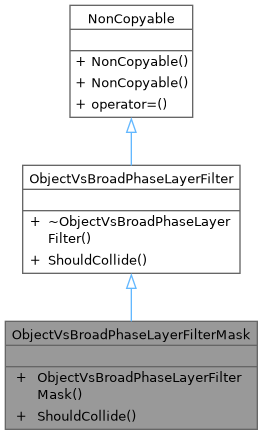 NonCopyable
+ NonCopyable()
+ NonCopyable()
+ operator=()
ObjectVsBroadPhaseLayerFilter
+ ~ObjectVsBroadPhaseLayer
Filter()
+ ShouldCollide()
ObjectVsBroadPhaseLayerFilterMask
+ ObjectVsBroadPhaseLayerFilter
Mask()
+ ShouldCollide()